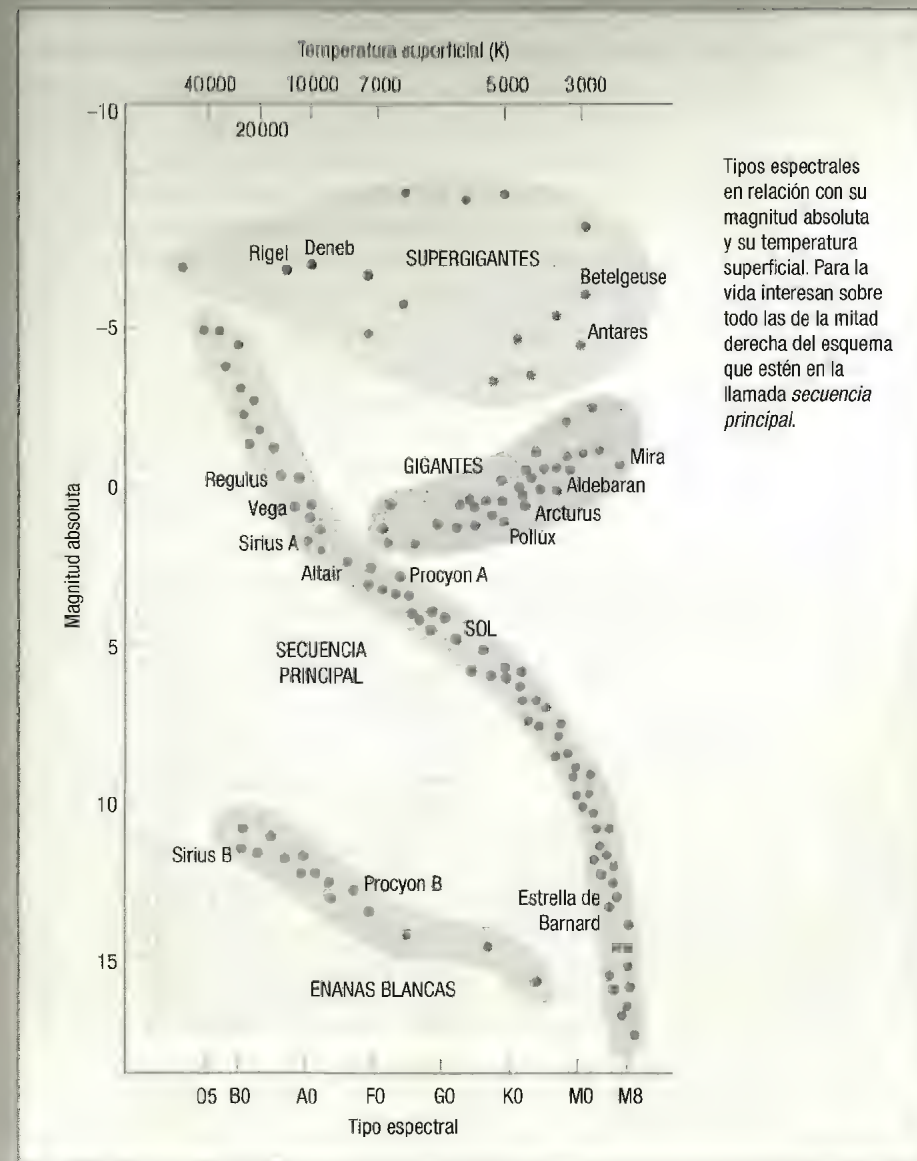 Temperatura superficial (K)
40000 10000 7000 5000 3000
20000
-10
Tipos espectrales
en relación con su
magnitud absoluta
y su temperatura
superficial. Para la
vida interesan sobre
todo las de la mitad
derecha del esquema
que estén en la
llamada secuencia
principal.
Rigel Deneb
SUPERGIGANTES
Betelgeuse
-5
Antares
GIGANTES
Mira
Regulus
0
Aldebaran
Vega
Arcturus
Sirius A
Pollux
Altair
Procyon A
Magnitud absoluta
SOL
5
SECUENCIA
PRINCIPAL
10
Sirius B
Procyon B
Estrella de
Barnard
15
ENANAS BLANCAS
05 B0 A0 F0 G0 K0 M0 M8
Tipo espectral